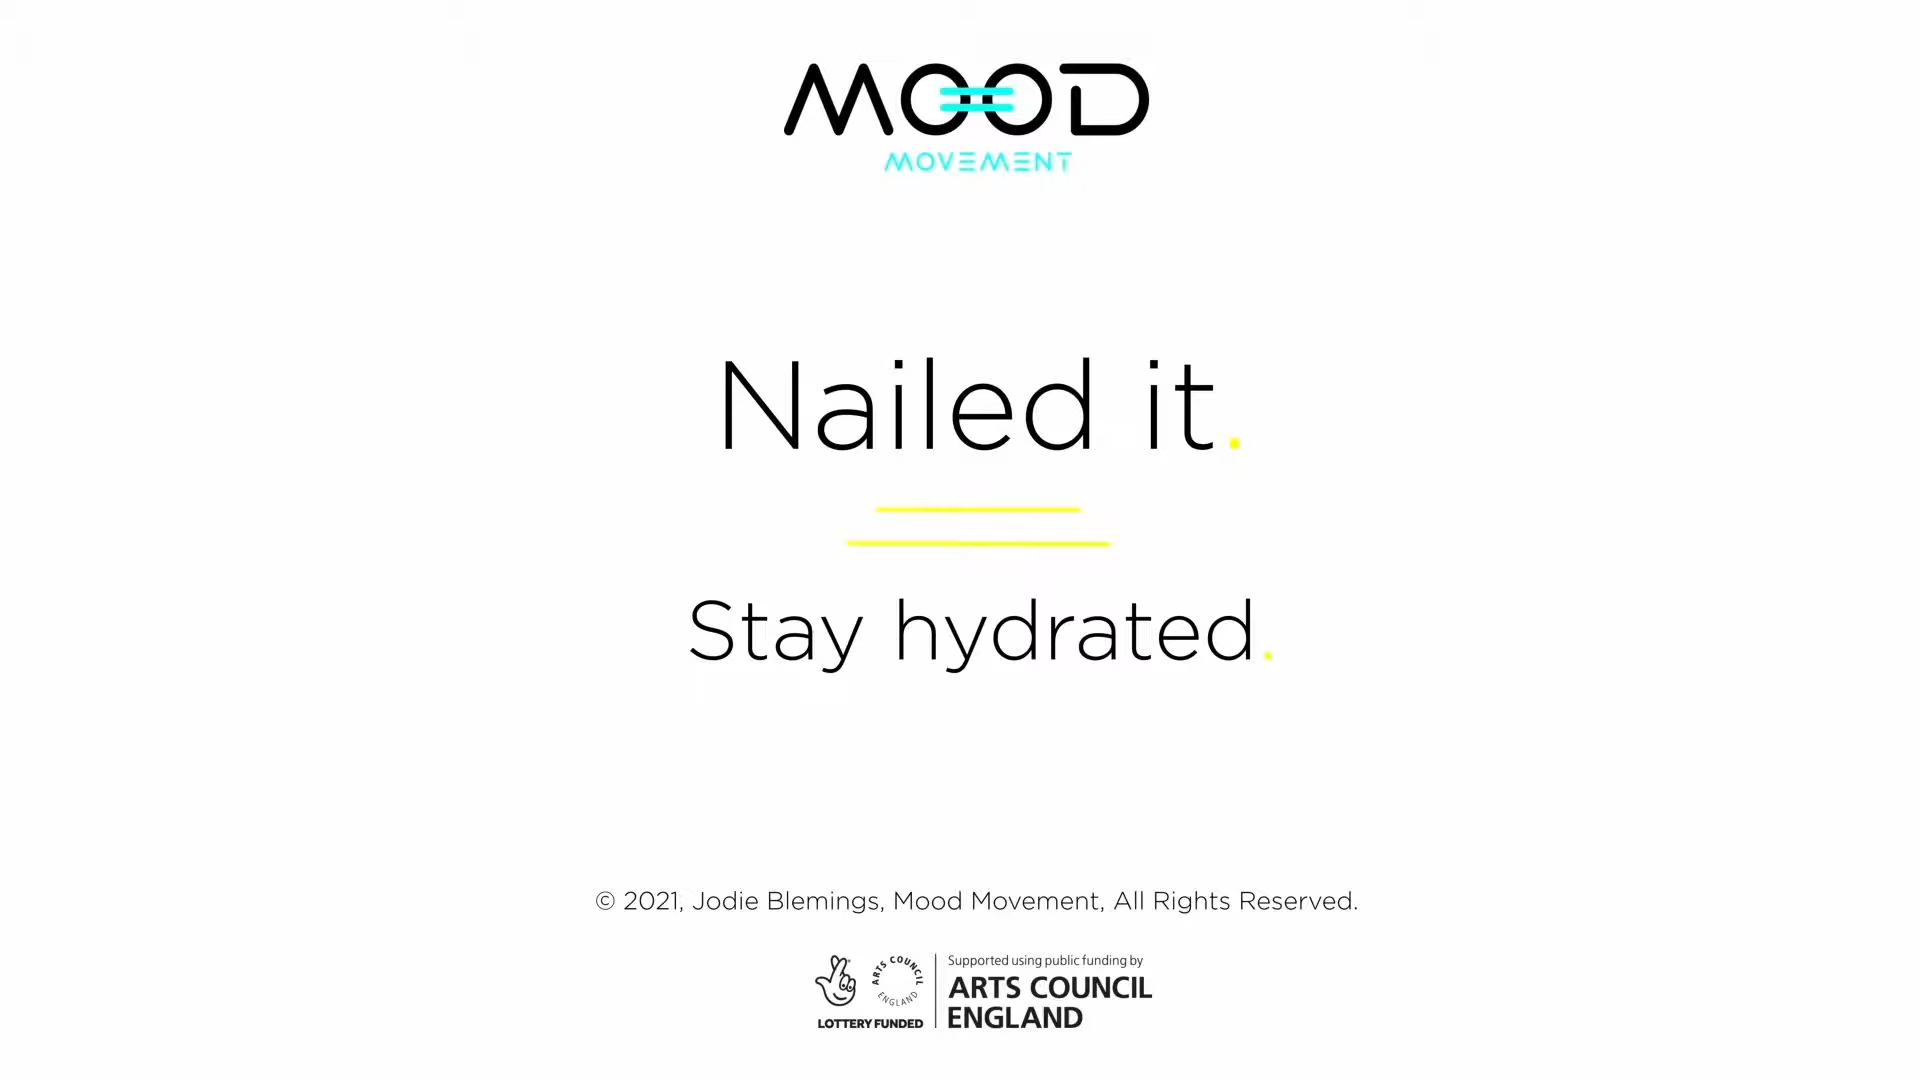 MOOD
MOVEMENT
Nailed it.
Stay hydrated.
© 2021, Jodie Blemings, Mood Movement, All Rights Reserved.
ARTS COUNCIL
ENGLAND
LOTTERY FUNDED
Supported using public funding by
ARTS COUNCIL
ENGLAND